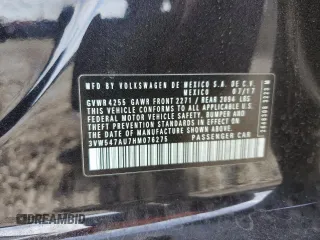 MFD. BY VOLKSWAGEN DE MEXICO S.A. DE C.V.
MEXICO 07/17
GVWR 4255 GAWR FRONT 2271 / REAR 2094 LBS
THIS VEHICLE CONFORMS TO ALL APPLICABLE
FEDERAL MOTOR VEHICLE SAFETY, BUMPER AND
THEFT PREVENTION STANDARDS IN EFFECT ON
THE DATE OF MANUFACTURE SHOWN ABOVE
3VW547AU7HM076275 PASSENGER CAR
DREAMBID